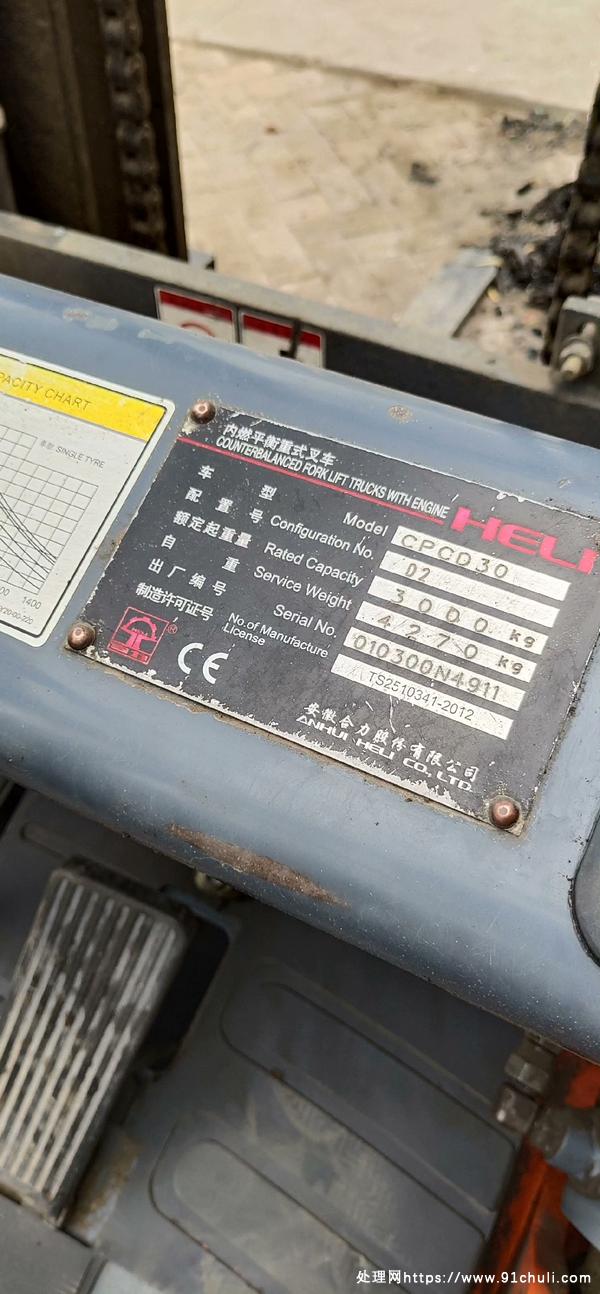 PACITY CHART
SINGLE TYRE
1400
内燃平衡重式叉车
COUNTERBALANCED FORK LIFT TRUCKS WITH ENGINE
HELI
车型 Model CPCD30
配置号 Configuration No. D2
额定起重量 Rated Capacity 3000 kg
自重 Service Weight 4270 kg
出厂编号 Serial No. 010300N4911
制造许可证号 No.of Manufacture License TS2510341-2012
CE
安徽合力股份有限公司
ANHUI HELI CO., LTD.
处理网https://www.91chuli.com